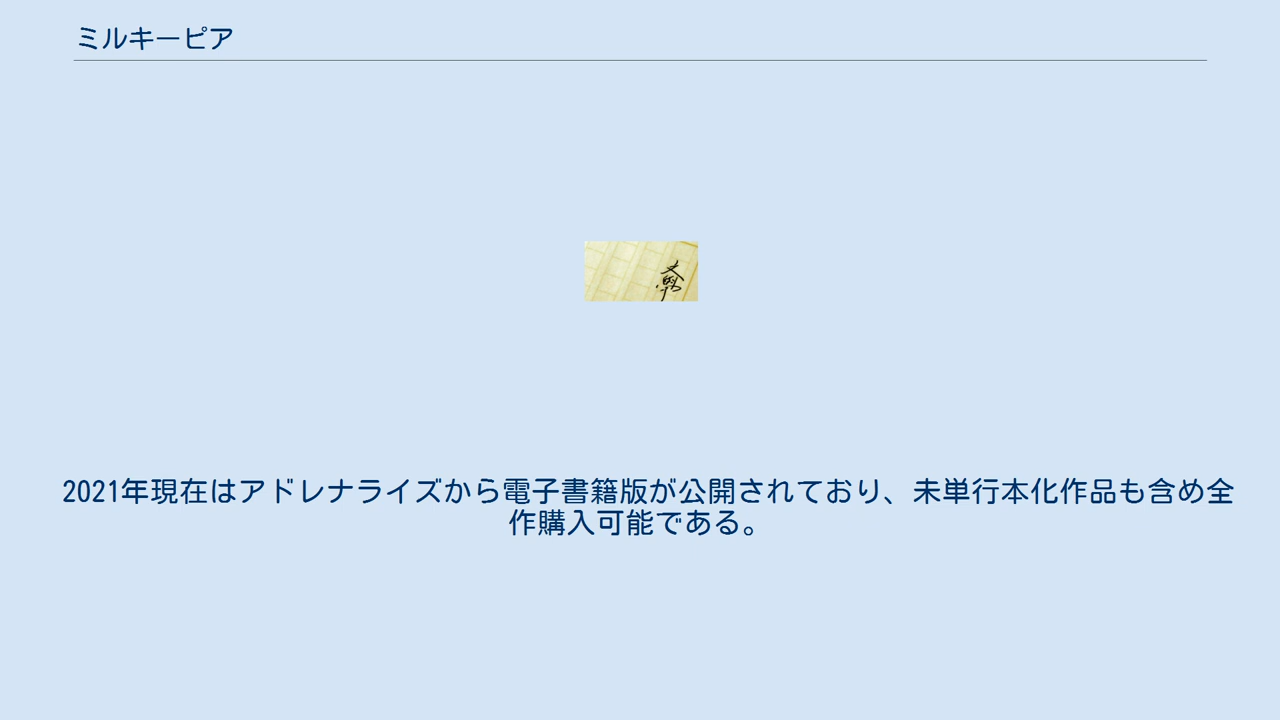 ミルキーピア
2021年現在はアドレナライズから電子書籍版が公開されており、未単行本化作品も含め全
作購入可能である。